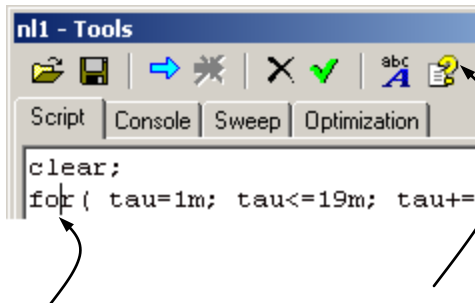 nl1 - Tools
abc A
Script Console Sweep Optimization
clear;
for( tau=1m; tau<=19m; tau+=